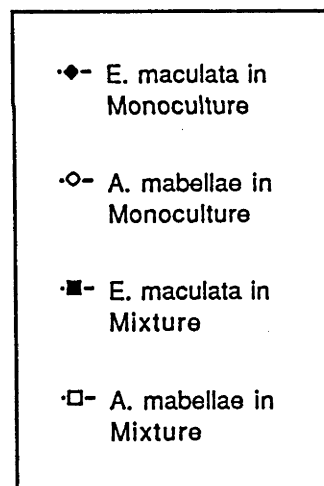 E. maculata in
Monoculture
A. mabellae in
Monoculture
E. maculata in
Mixture
A. mabellae in
Mixture